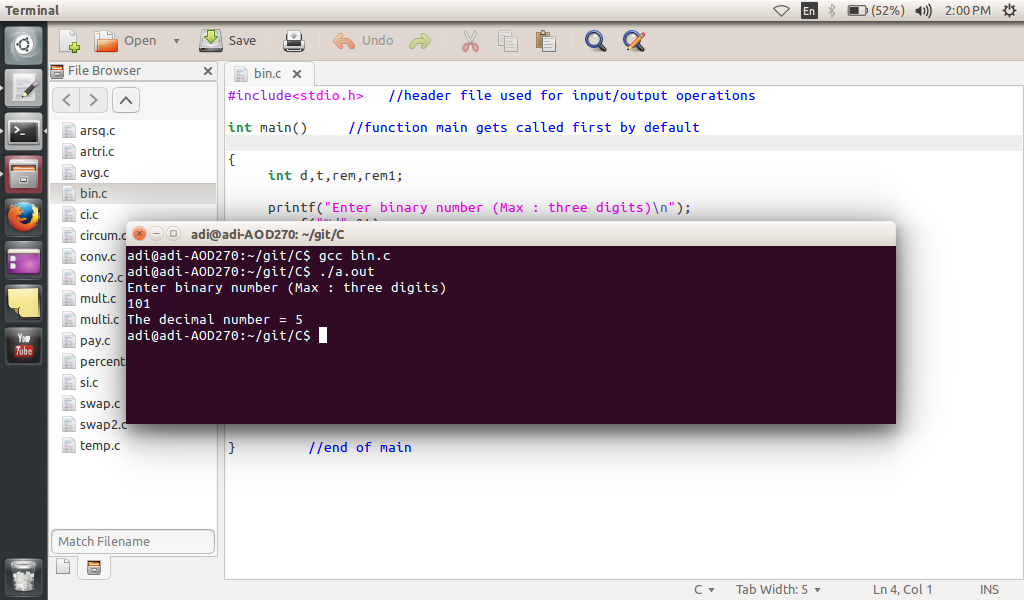 Terminal
En
(52%)
2:00 PM
Open
Save
Undo
File Browser
bin.c
arsq.c
artri.c
avg.c
bin.c
ci.c
circum.c
conv.c
conv2.c
mult.c
multi.c
pay.c
percent
si.c
swap.c
swap2.c
temp.c
Match Filename
You
Tube
#include<stdio.h> //header file used for input/output operations
int main() //function main gets called first by default
{
int d,t,rem,rem1;
printf("Enter binary number (Max : three digits)\n");
adi@adi-AOD270: ~/git/C
adi@adi-AOD270:~/git/C$ gcc bin.c
adi@adi-AOD270:~/git/C$ ./a.out
Enter binary number (Max : three digits)
101
The decimal number = 5
adi@adi-AOD270:~/git/C$
} //end of main
C
Tab Width: 5
Ln 4, Col 1
INS